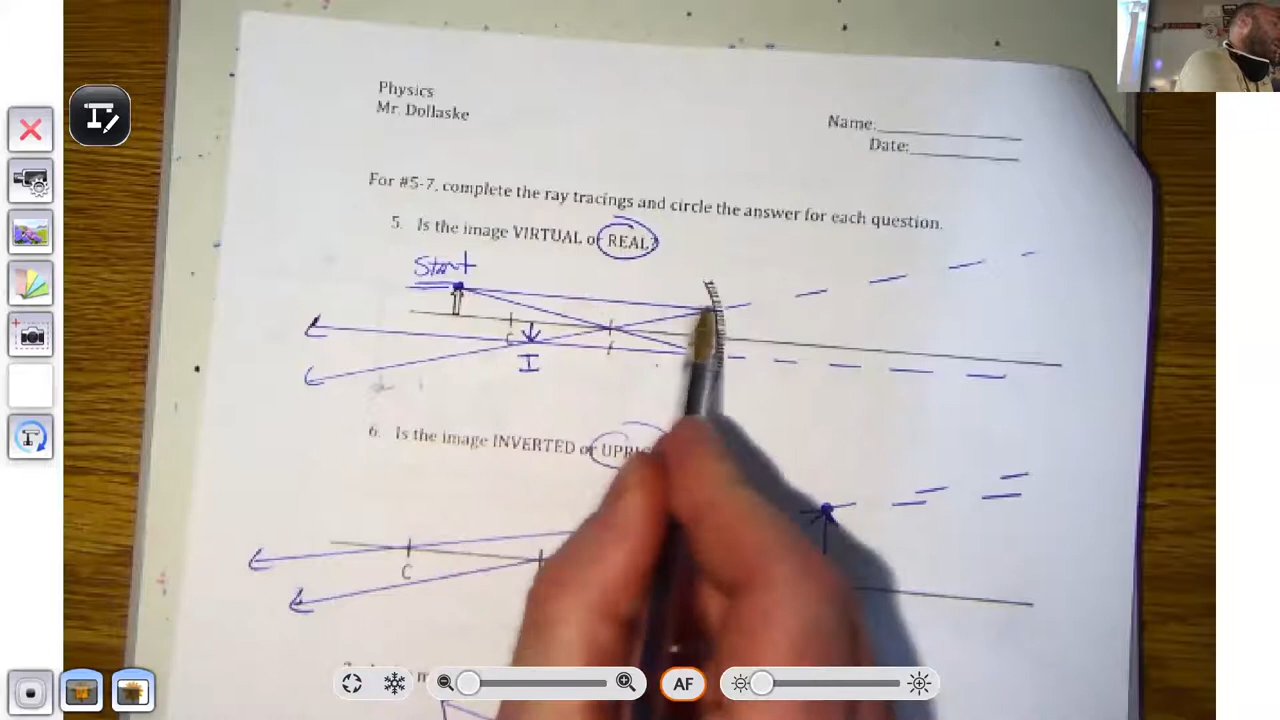 Physics
Mr. Dollaske
Name:
Date:
For #5-7, complete the ray tracings and circle the answer for each question.
5. Is the image VIRTUAL or REAL?
Start
C
I
6. Is the image INVERTED or
C
AF